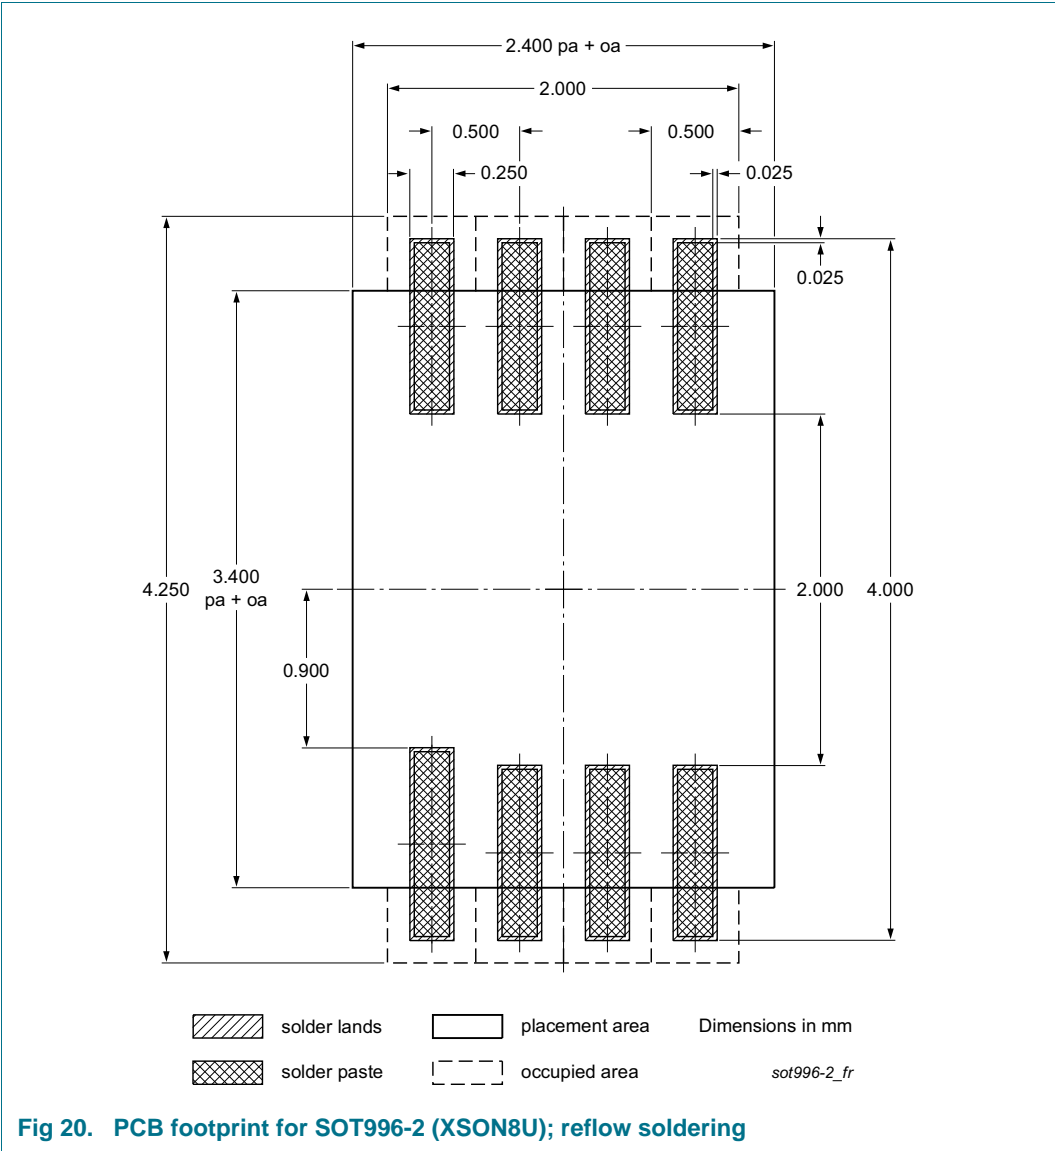 2.400 pa + oa
2.000
0.500
0.500
0.250
0.025
0.025
4.250
3.400
pa + oa
2.000
4.000
0.900
solder lands
placement area
Dimensions in mm
solder paste
occupied area
sot996-2_fr
Fig 20. PCB footprint for SOT996-2 (XSON8U); reflow soldering